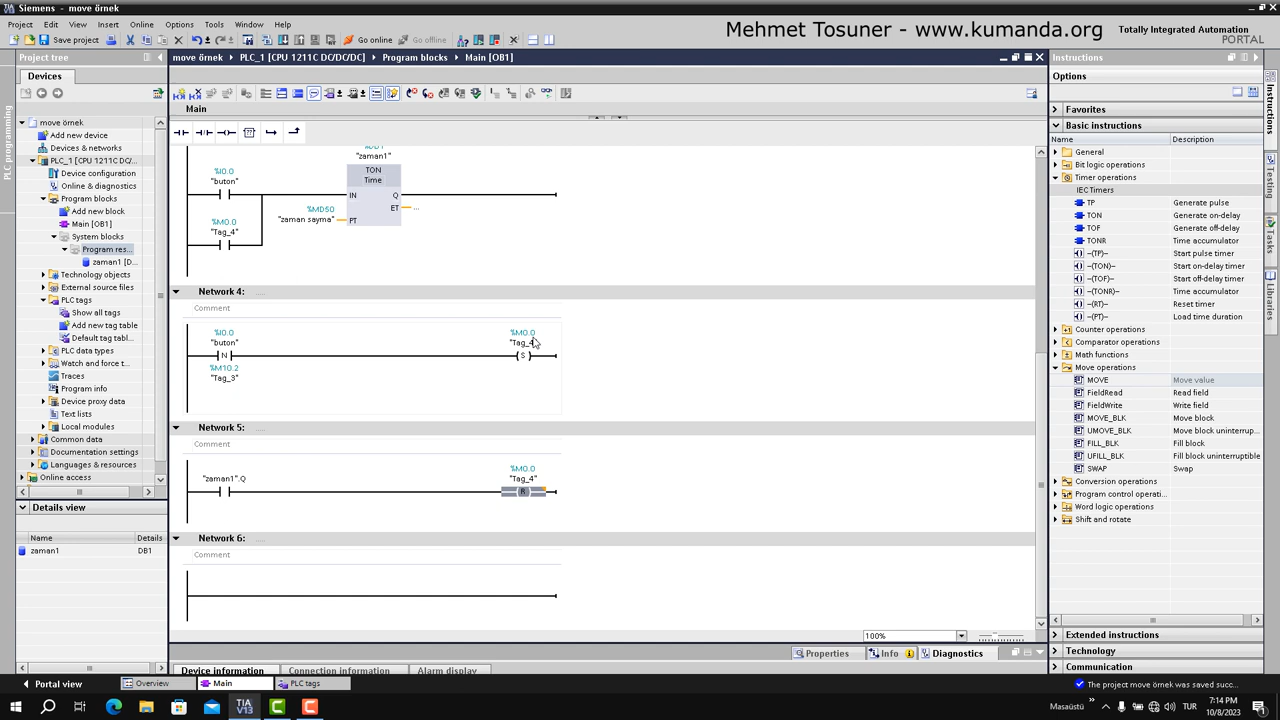 Siemens - move örnek
Project Edit View Insert Online Options Tools Window Help
Mehmet Tosuner - www.kumanda.org
Totally Integrated Automation
PORTAL
Save project
Go online
Go offline
Project tree
move örnek PLC_1 [CPU 1211C DC/DC/DC] Program blocks Main [OB1]
Instructions
Devices
Options
PLC programming
move örnek
Add new device
Devices & networks
PLC_1 [CPU 1211C DC/...
Device configuration
Online & diagnostics
Program blocks
Add new block
Main [OB1]
System blocks
Program res...
zaman1 [D...
Technology objects
External source files
PLC tags
Show all tags
Add new tag table
Default tag tabl...
PLC data types
Watch and force t...
Traces
Program info
Device proxy data
Text lists
Local modules
Common data
Documentation settings
Languages & resources
Online access
Details view
Name Details
zaman1 DB1
Main
"zaman1"
TON
Time
%I0.0
"buton"
IN Q
ET ...
%MD50
"zaman sayma" PT
%M0.0
"Tag_4"
Network 4: .....
Comment
%I0.0
"buton"
N
%M10.2
"Tag_3"
%M0.0
"Tag_4"
S
Network 5: .....
Comment
"zaman1".Q
%M0.0
"Tag_4"
R
Network 6: .....
Comment
100%
Properties Info Diagnostics
Device information Connection information Alarm display
Favorites
Basic instructions
Name Description
General
Bit logic operations
Timer operations
IEC Timers
TP Generate pulse
TON Generate on-delay
TOF Generate off-delay
TONR Time accumulator
-(TP)- Start pulse timer
-(TON)- Start on-delay timer
-(TOF)- Start off-delay timer
-(TONR)- Time accumulator
-(RT)- Reset timer
-(PT)- Load time duration
Counter operations
Comparator operations
Math functions
Move operations
MOVE Move value
FieldRead Read field
FieldWrite Write field
MOVE_BLK Move block
UMOVE_BLK Move block uninterrup...
FILL_BLK Fill block
UFILL_BLK Fill block uninterruptible
SWAP Swap
Conversion operations
Program control operati...
Word logic operations
Shift and rotate
Extended instructions
Technology
Communication
Instructions
Testing
Tasks
Libraries
Portal view Overview Main PLC tags
The project move örnek was saved succ...
TIA
V13
Masaüstü
TUR
7:14 PM
10/8/2023